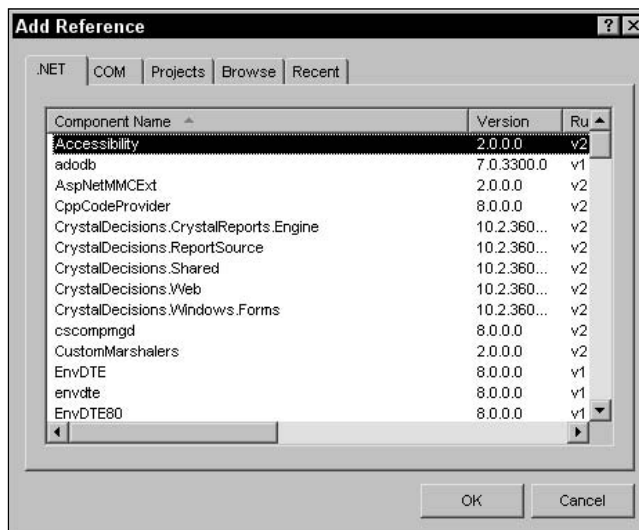 Add Reference ? X
.NET COM Projects Browse Recent
Component Name Version Ru
Accessibility 2.0.0.0 v2
adodb 7.0.3300.0 v1
AspNetMMCExt 2.0.0.0 v2
CppCodeProvider 8.0.0.0 v2
CrystalDecisions.CrystalReports.Engine 10.2.360... v2
CrystalDecisions.ReportSource 10.2.360... v2
CrystalDecisions.Shared 10.2.360... v2
CrystalDecisions.Web 10.2.360... v2
CrystalDecisions.Windows.Forms 10.2.360... v2
cscompmgd 8.0.0.0 v2
CustomMarshalers 2.0.0.0 v2
EnvDTE 8.0.0.0 v1
envdte 8.0.0.0 v1
EnvDTE80 8.0.0.0 v1
OK Cancel